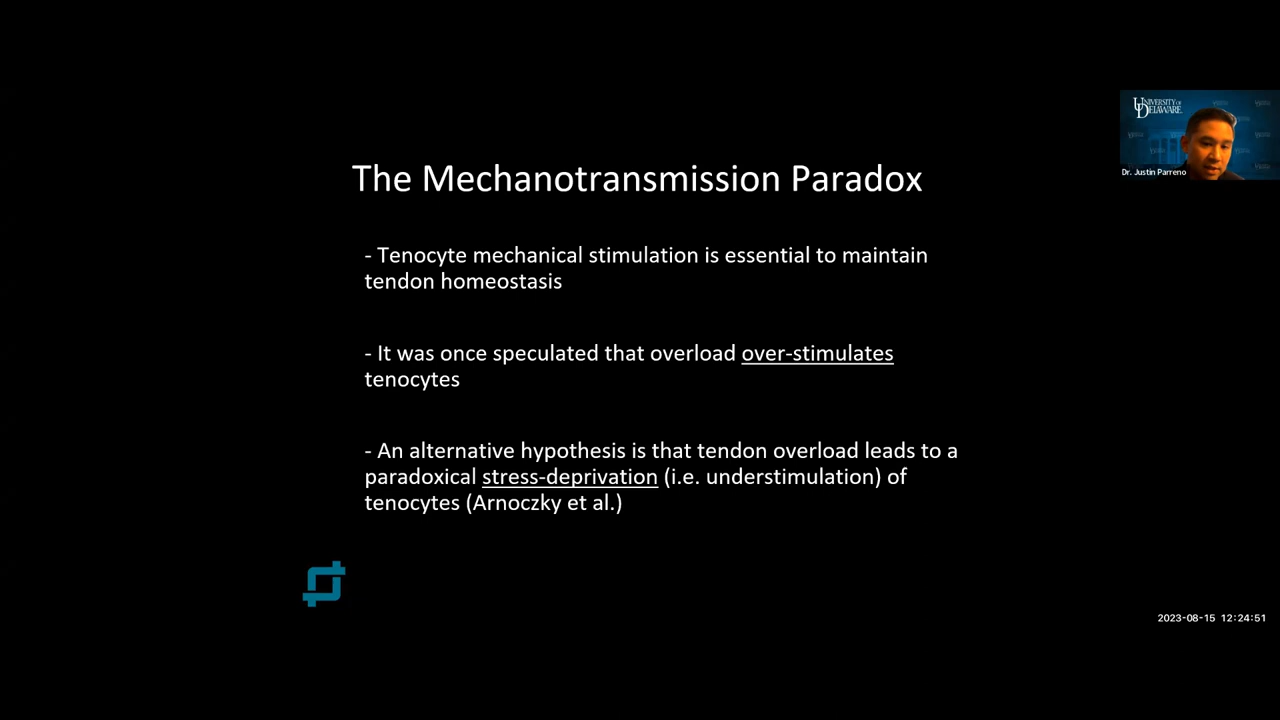 The Mechanotransmission Paradox
- Tenocyte mechanical stimulation is essential to maintain
tendon homeostasis
- It was once speculated that overload over-stimulates
tenocytes
- An alternative hypothesis is that tendon overload leads to a
paradoxical stress-deprivation (i.e. understimulation) of
tenocytes (Arnoczky et al.)
UNIVERSITY OF
DELAWARE
Dr. Justin Parreno
2023-08-15 12:24:51